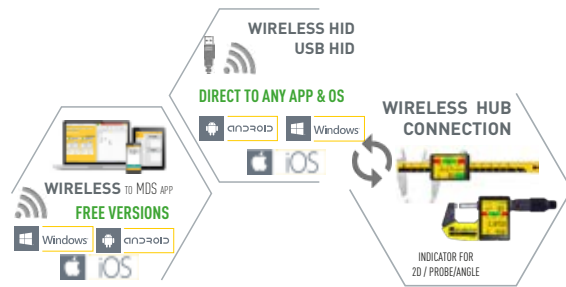 WIRELESS HID
USB HID
DIRECT TO ANY APP & OS
android
Windows
iOS
WIRELESS TO MDS APP
FREE VERSIONS
Windows
android
iOS
WIRELESS HUB
CONNECTION
INDICATOR FOR
2D / PROBE/ANGLE